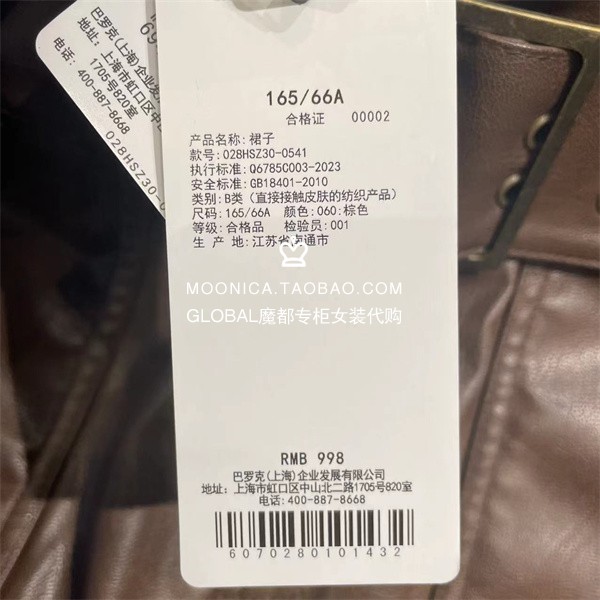 巴罗克(上海)企业发展
地址: 上海市虹口区中山
1705号820室
电话: 400-887-8668
028HSZ30-0
165/66A
合格证 00002
产品名称: 裙子
款号: 028HSZ30-0541
执行标准: Q6785C003-2023
安全标准: GB18401-2010
类别: B类 (直接接触皮肤的纺织产品)
尺码: 165/66A 颜色: 060: 棕色
等级: 合格品 检验员: 001
生 产 地: 江苏省南通市
MOONICA.TAOBAO.COM
GLOBAL魔都专柜女装代购
RMB 998
巴罗克(上海)企业发展有限公司
地址: 上海市虹口区中山北二路1705号820室
电话: 400-887-8668
6070280101432